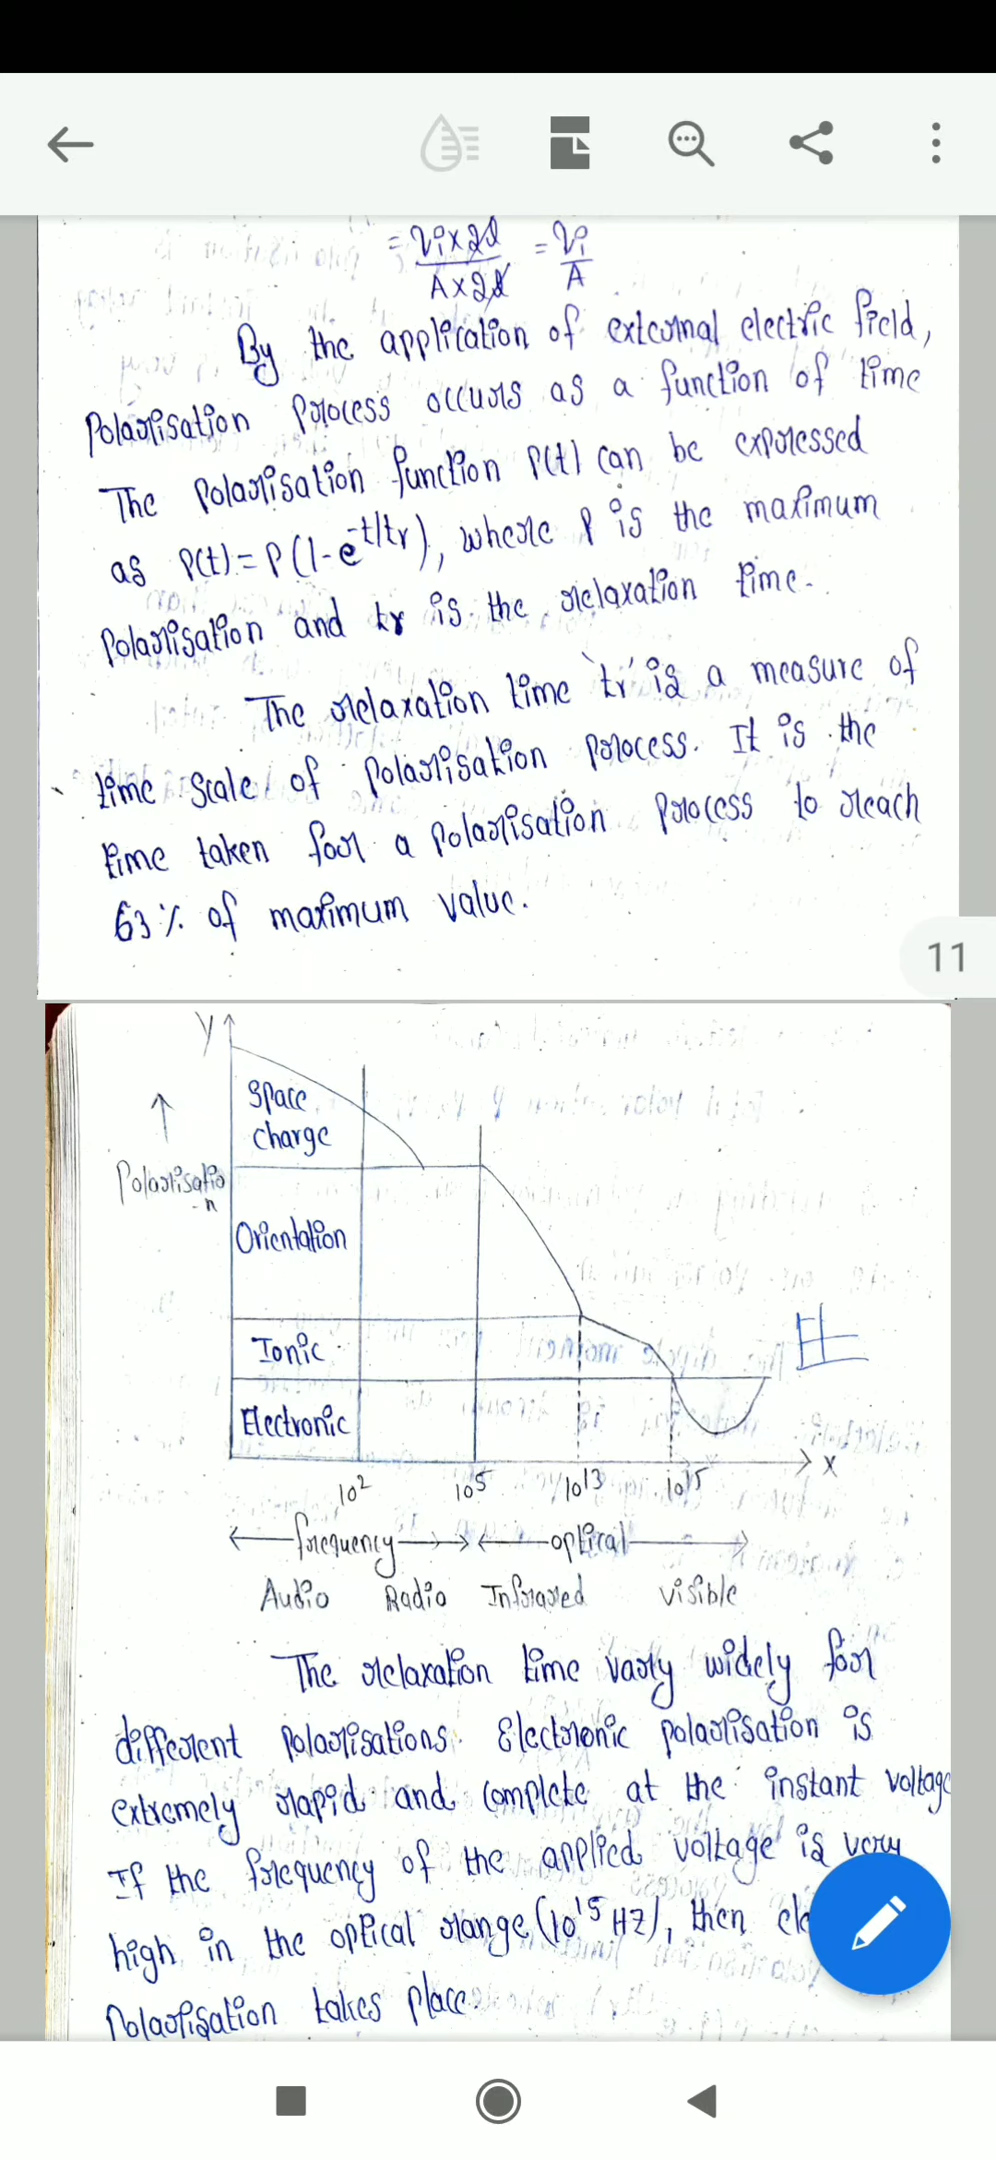 = qi × d / A × d = qi / A
By the application of external electric field,
Polarisation Process occurs as a function of time
The Polarisation function P(t) can be expressed
as P(t) = P (1-e^-t/tr), where P is the maximum
Polarisation and tr is the relaxation time.
The relaxation time 'tr' is a measure of
time scale of Polarisation process. It is the
time taken for a Polarisation Process to reach
63% of maximum value.
11
Y
Space
charge
Polarisatio
-n
Orientation
Ionic
Electronic
X
10² 10⁵ 10¹³ 10¹⁵
frequency optical
Audio Radio Infrared visible
The relaxation time vary widely for
different Polarisations. Electronic polarisation is
extremely rapid and complete at the instant voltage
If the frequency of the applied voltage is very
high in the optical range (10¹⁵ HZ), then
Polarisation takes place